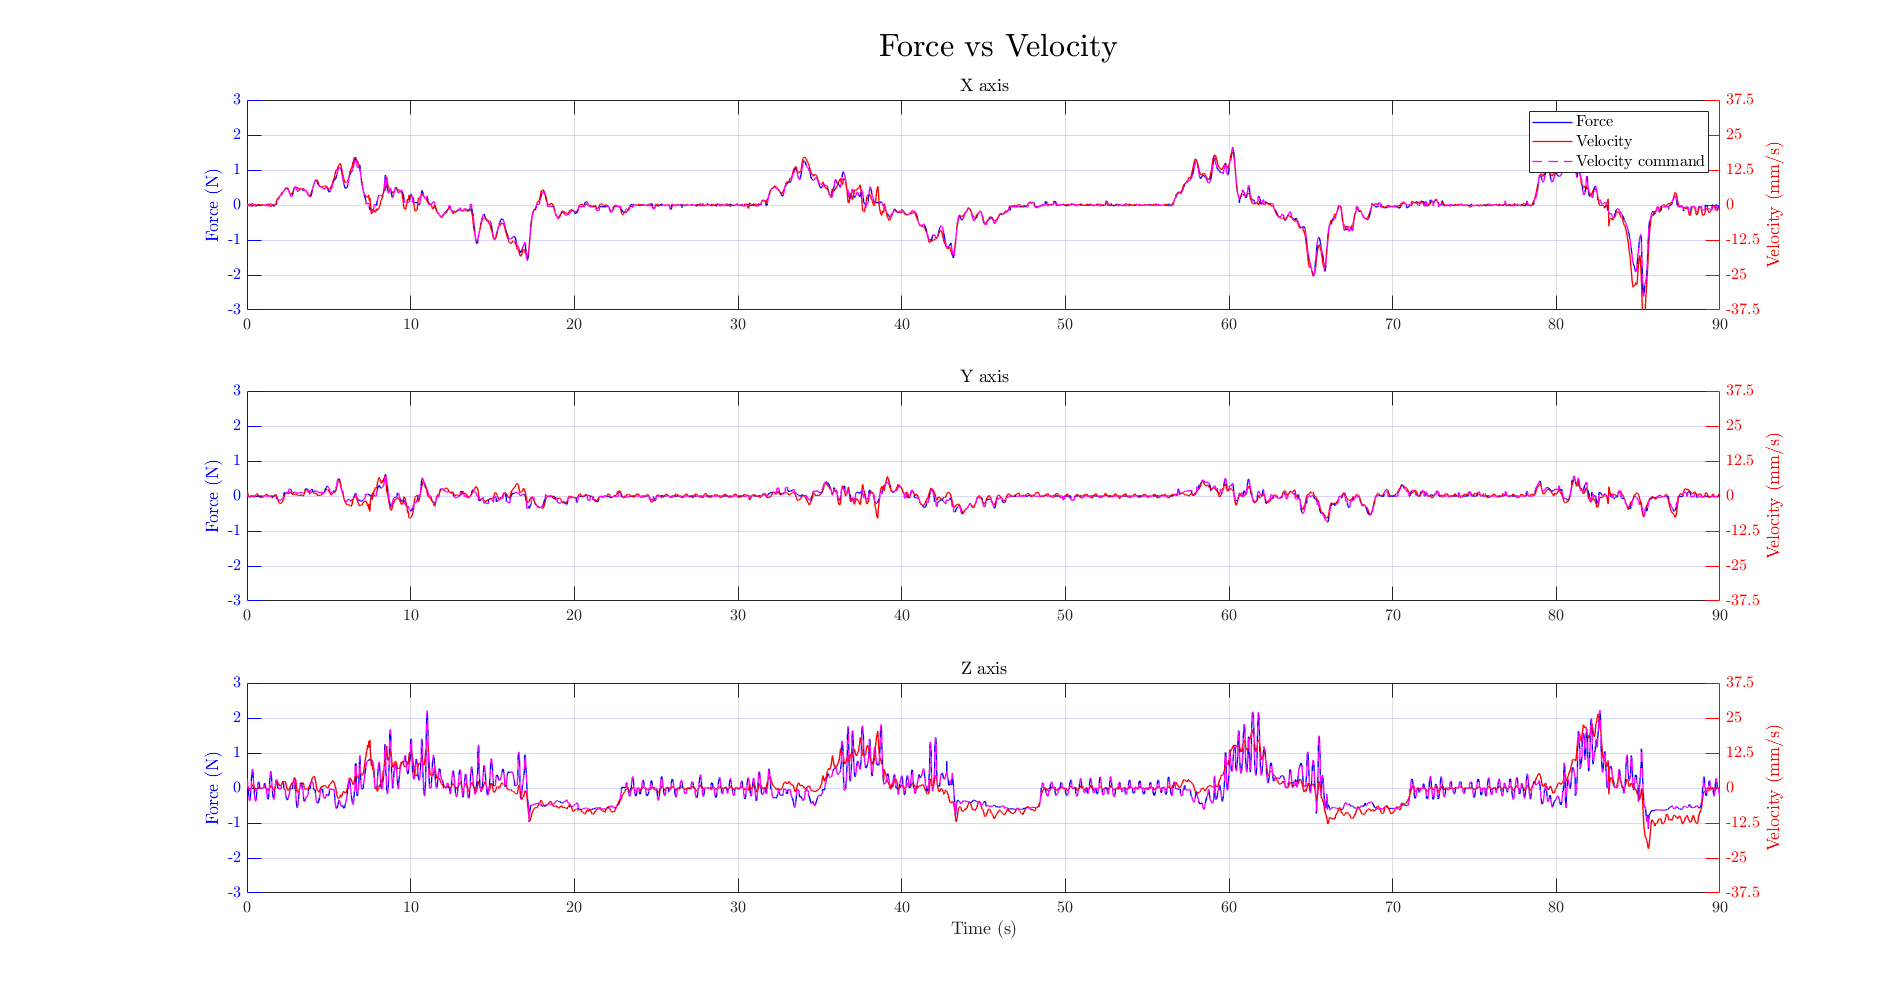 Force vs Velocity
X axis
3
2
1
0
-1
-2
-3
Force (N)
37.5
25
12.5
0
-12.5
-25
-37.5
Velocity (mm/s)
Force
Velocity
Velocity command
0 10 20 30 40 50 60 70 80 90
Y axis
3
2
1
0
-1
-2
-3
Force (N)
37.5
25
12.5
0
-12.5
-25
-37.5
Velocity (mm/s)
0 10 20 30 40 50 60 70 80 90
Z axis
3
2
1
0
-1
-2
-3
Force (N)
37.5
25
12.5
0
-12.5
-25
-37.5
Velocity (mm/s)
0 10 20 30 40 50 60 70 80 90
Time (s)